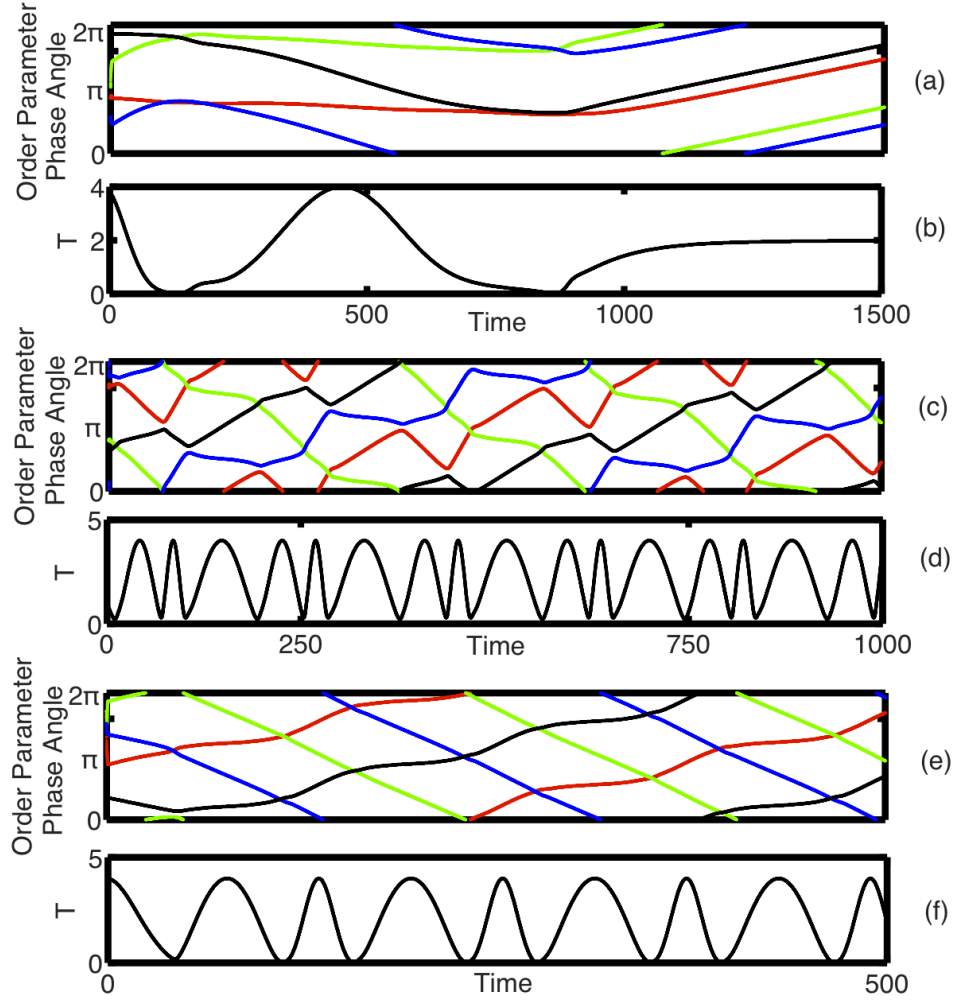 Order Parameter
Phase Angle
2π
π
0
(a)
T
4
2
0
(b)
0
500
1000
1500
Time
Order Parameter
Phase Angle
2π
π
0
(c)
T
5
0
(d)
0
250
750
1000
Time
Order Parameter
Phase Angle
2π
π
0
(e)
T
5
0
(f)
0
500
Time